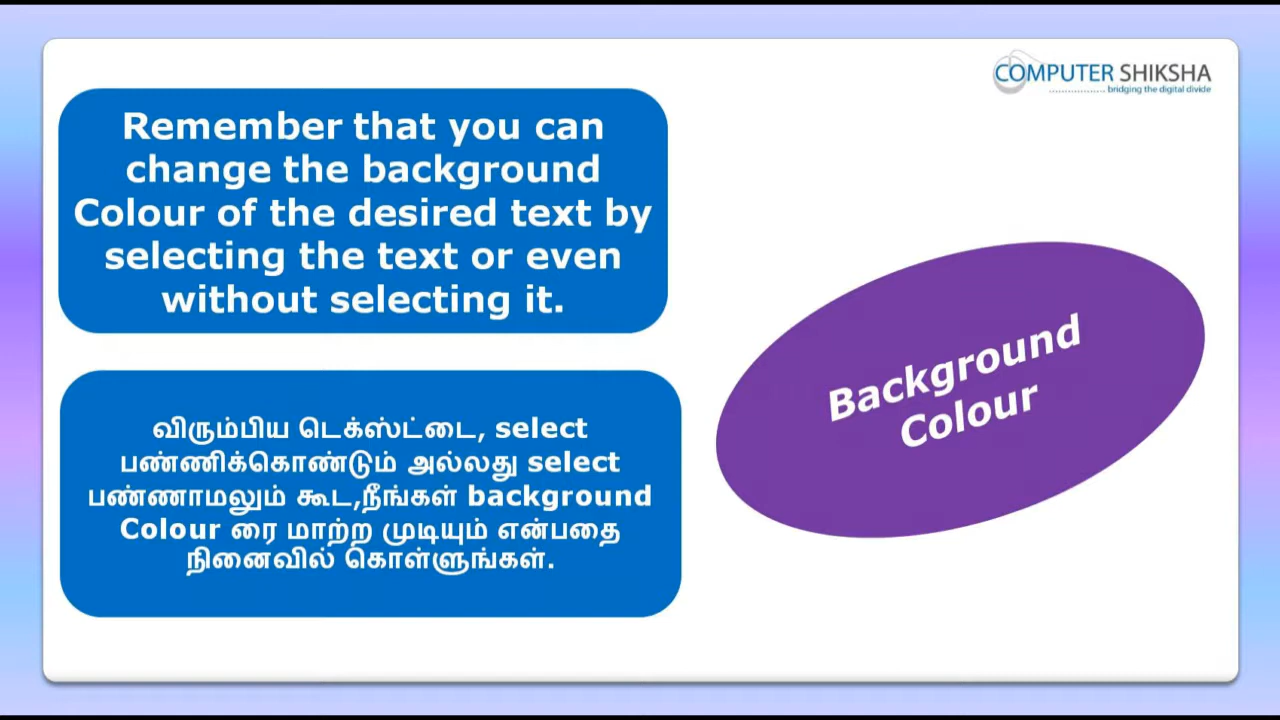 COMPUTER SHIKSHA
bridging the digital divide
Remember that you can
change the background
Colour of the desired text by
selecting the text or even
without selecting it.
Background
Colour
விரும்பிய டெக்ஸ்ட்டை, select
பண்ணிக்கொண்டும் அல்லது select
பண்ணாமலும் கூட,நீங்கள் background
Colour ரை மாற்ற முடியும் என்பதை
நினைவில் கொள்ளுங்கள்.